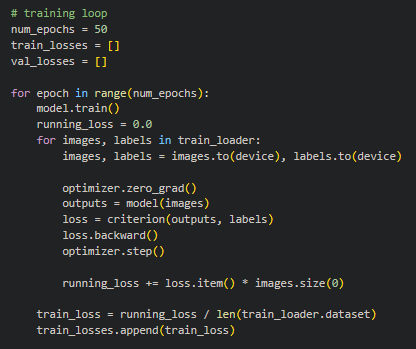 # training loop
num_epochs = 50
train_losses = []
val_losses = []

for epoch in range(num_epochs):
    model.train()
    running_loss = 0.0
    for images, labels in train_loader:
        images, labels = images.to(device), labels.to(device)

        optimizer.zero_grad()
        outputs = model(images)
        loss = criterion(outputs, labels)
        loss.backward()
        optimizer.step()

        running_loss += loss.item() * images.size(0)

    train_loss = running_loss / len(train_loader.dataset)
    train_losses.append(train_loss)